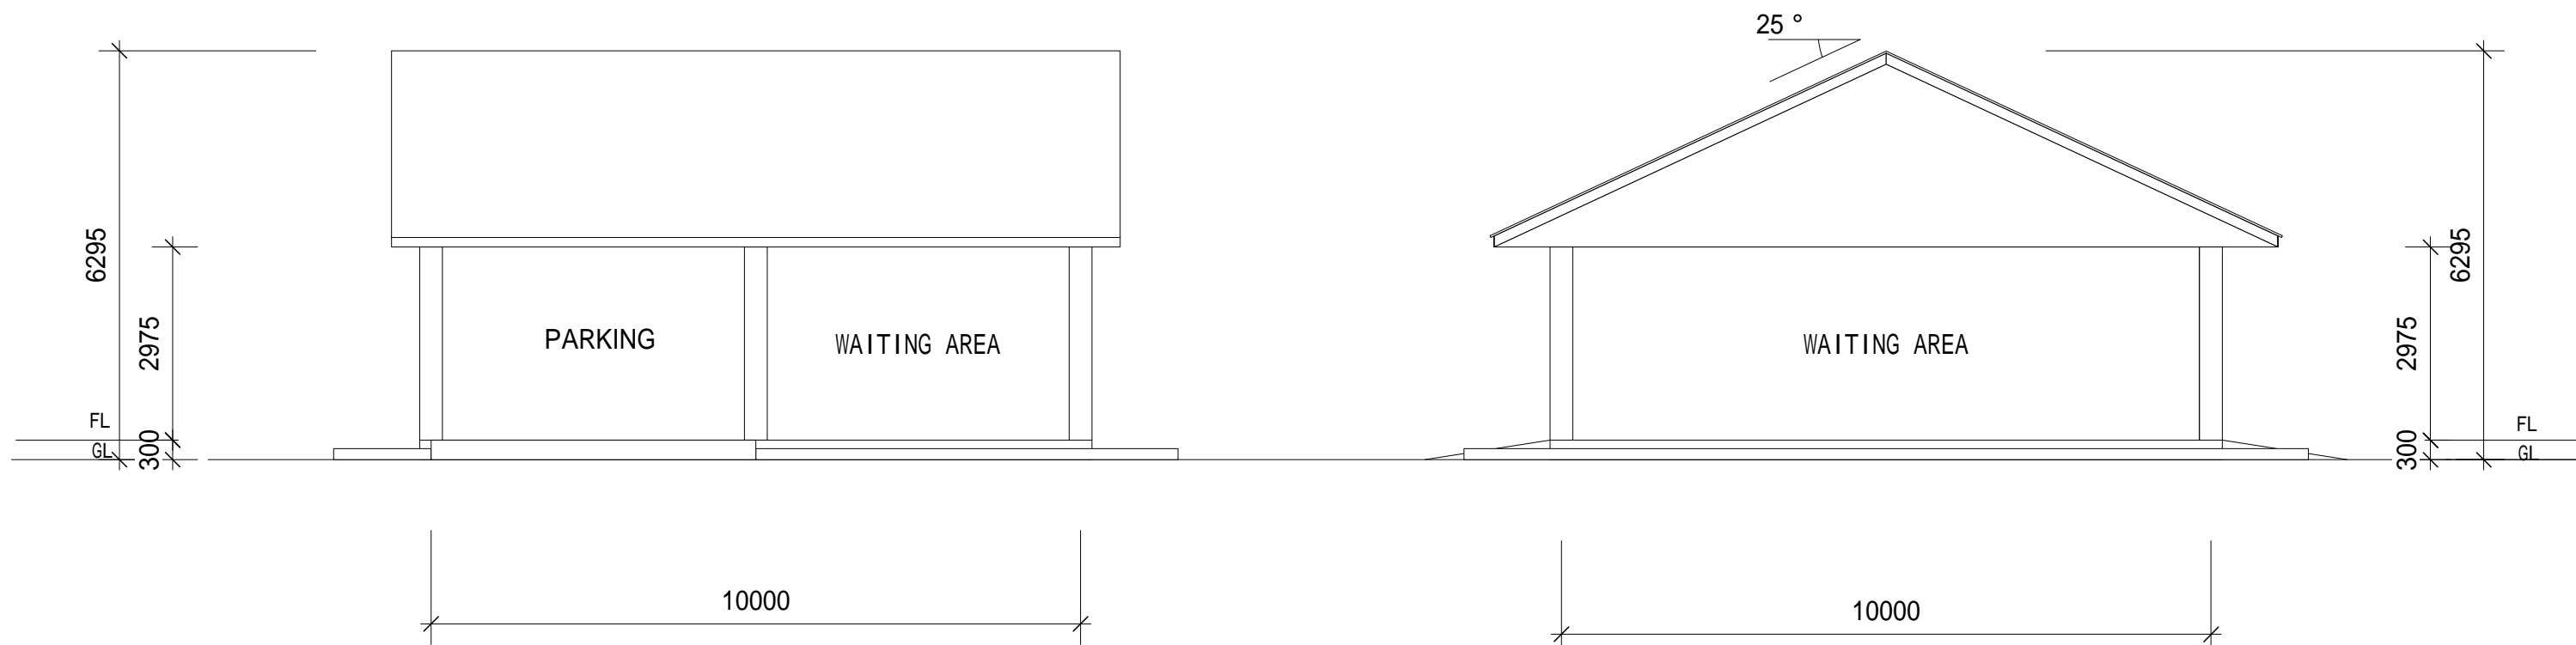 25 °
6295
2975
300
FL
GL
PARKING
WAITING AREA
10000
WAITING AREA
10000
2975
6295
300
FL
GL